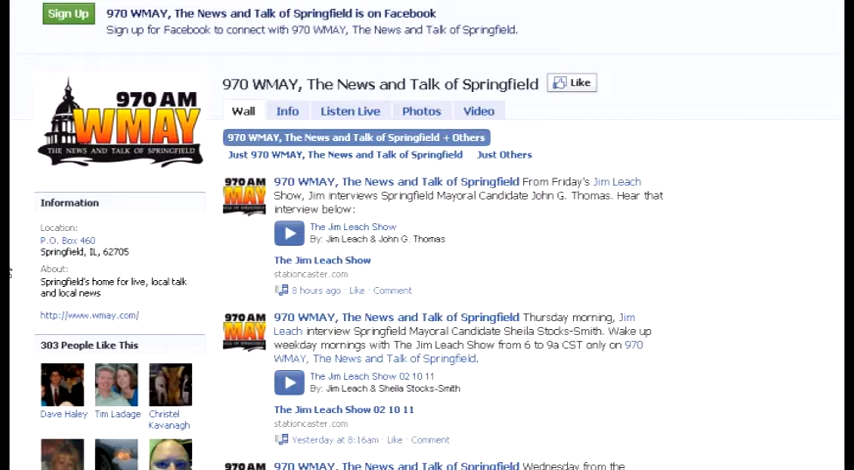 Sign Up
970 WMAY, The News and Talk of Springfield is on Facebook
Sign up for Facebook to connect with 970 WMAY, The News and Talk of Springfield.
970 AM
WMAY
THE NEWS AND TALK OF SPRINGFIELD
970 WMAY, The News and Talk of Springfield
Like
Wall Info Listen Live Photos Video
970 WMAY, The News and Talk of Springfield + Others
Just 970 WMAY, The News and Talk of Springfield Just Others
Information
Location:
P.O. Box 460
Springfield, IL, 62705
About:
Springfield's home for live, local talk
and local news
http://www.wmay.com/
303 People Like This
Dave Haley Tim Ladage Christel
Kavanagh
970 AM
MAY
970 WMAY, The News and Talk of Springfield From Friday's Jim Leach
Show, Jim interviews Springfield Mayoral Candidate John G. Thomas. Hear that
interview below:
The Jim Leach Show
By: Jim Leach & John G. Thomas
The Jim Leach Show
stationcaster.com
8 hours ago · Like · Comment
970 AM
MAY
970 WMAY, The News and Talk of Springfield Thursday morning, Jim
Leach interview Springfield Mayoral Candidate Sheila Stocks-Smith. Wake up
weekday mornings with The Jim Leach Show from 6 to 9a CST only on 970
WMAY, The News and Talk of Springfield.
The Jim Leach Show 02 10 11
By: Jim Leach & Sheila Stocks-Smith
The Jim Leach Show 02 10 11
stationcaster.com
Yesterday at 8:16am · Like · Comment
970 AM
970 WMAY, The News and Talk of Springfield Wednesday from the